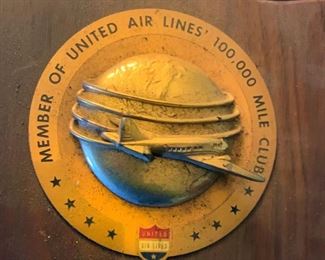 MEMBER OF UNITED AIR LINES' 100,000 MILE CLUB
UNITED
AIR LINES